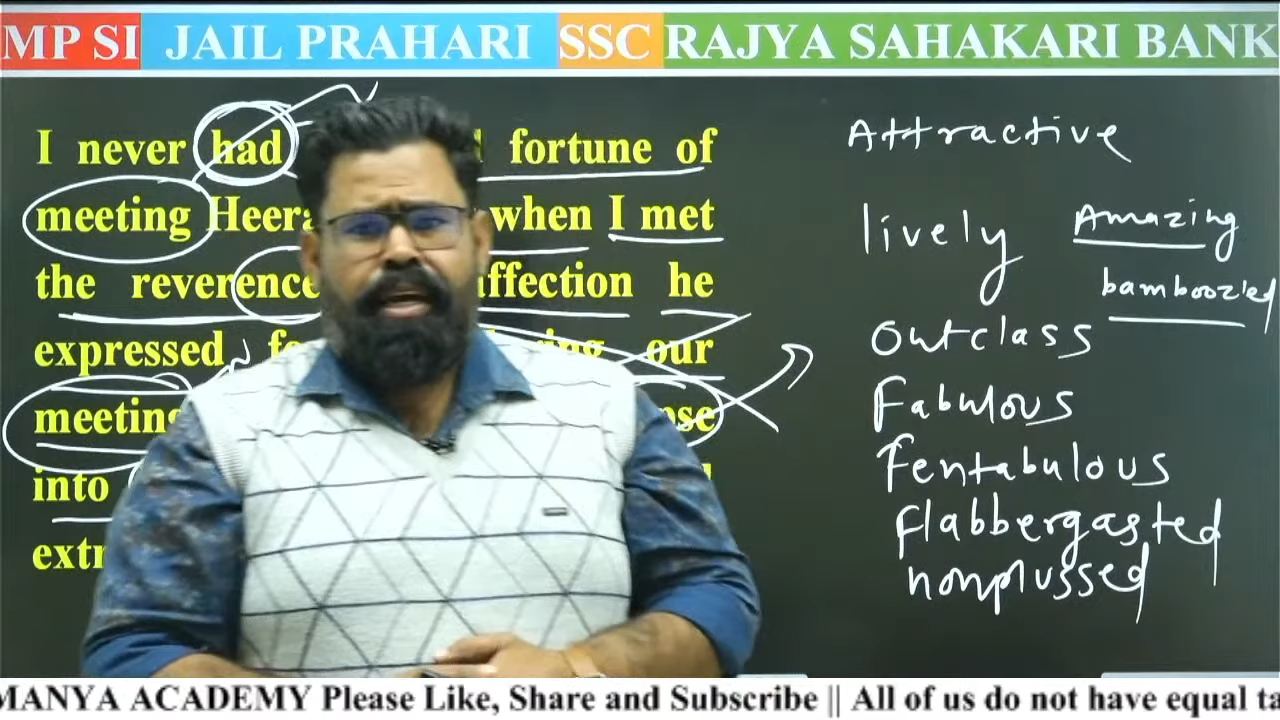 MP SI JAIL PRAHARI SSC RAJYA SAHAKARI BANK
I never had fortune of
meeting Heera when I met
the reverence affection he
expressed our
meeting
into
Attractive
lively Amazing
bamboozled
Outclass
Fabulous
Fentabulous
flabbergasted
nonplussed
MANYA ACADEMY Please Like, Share and Subscribe || All of us do not have equal ta